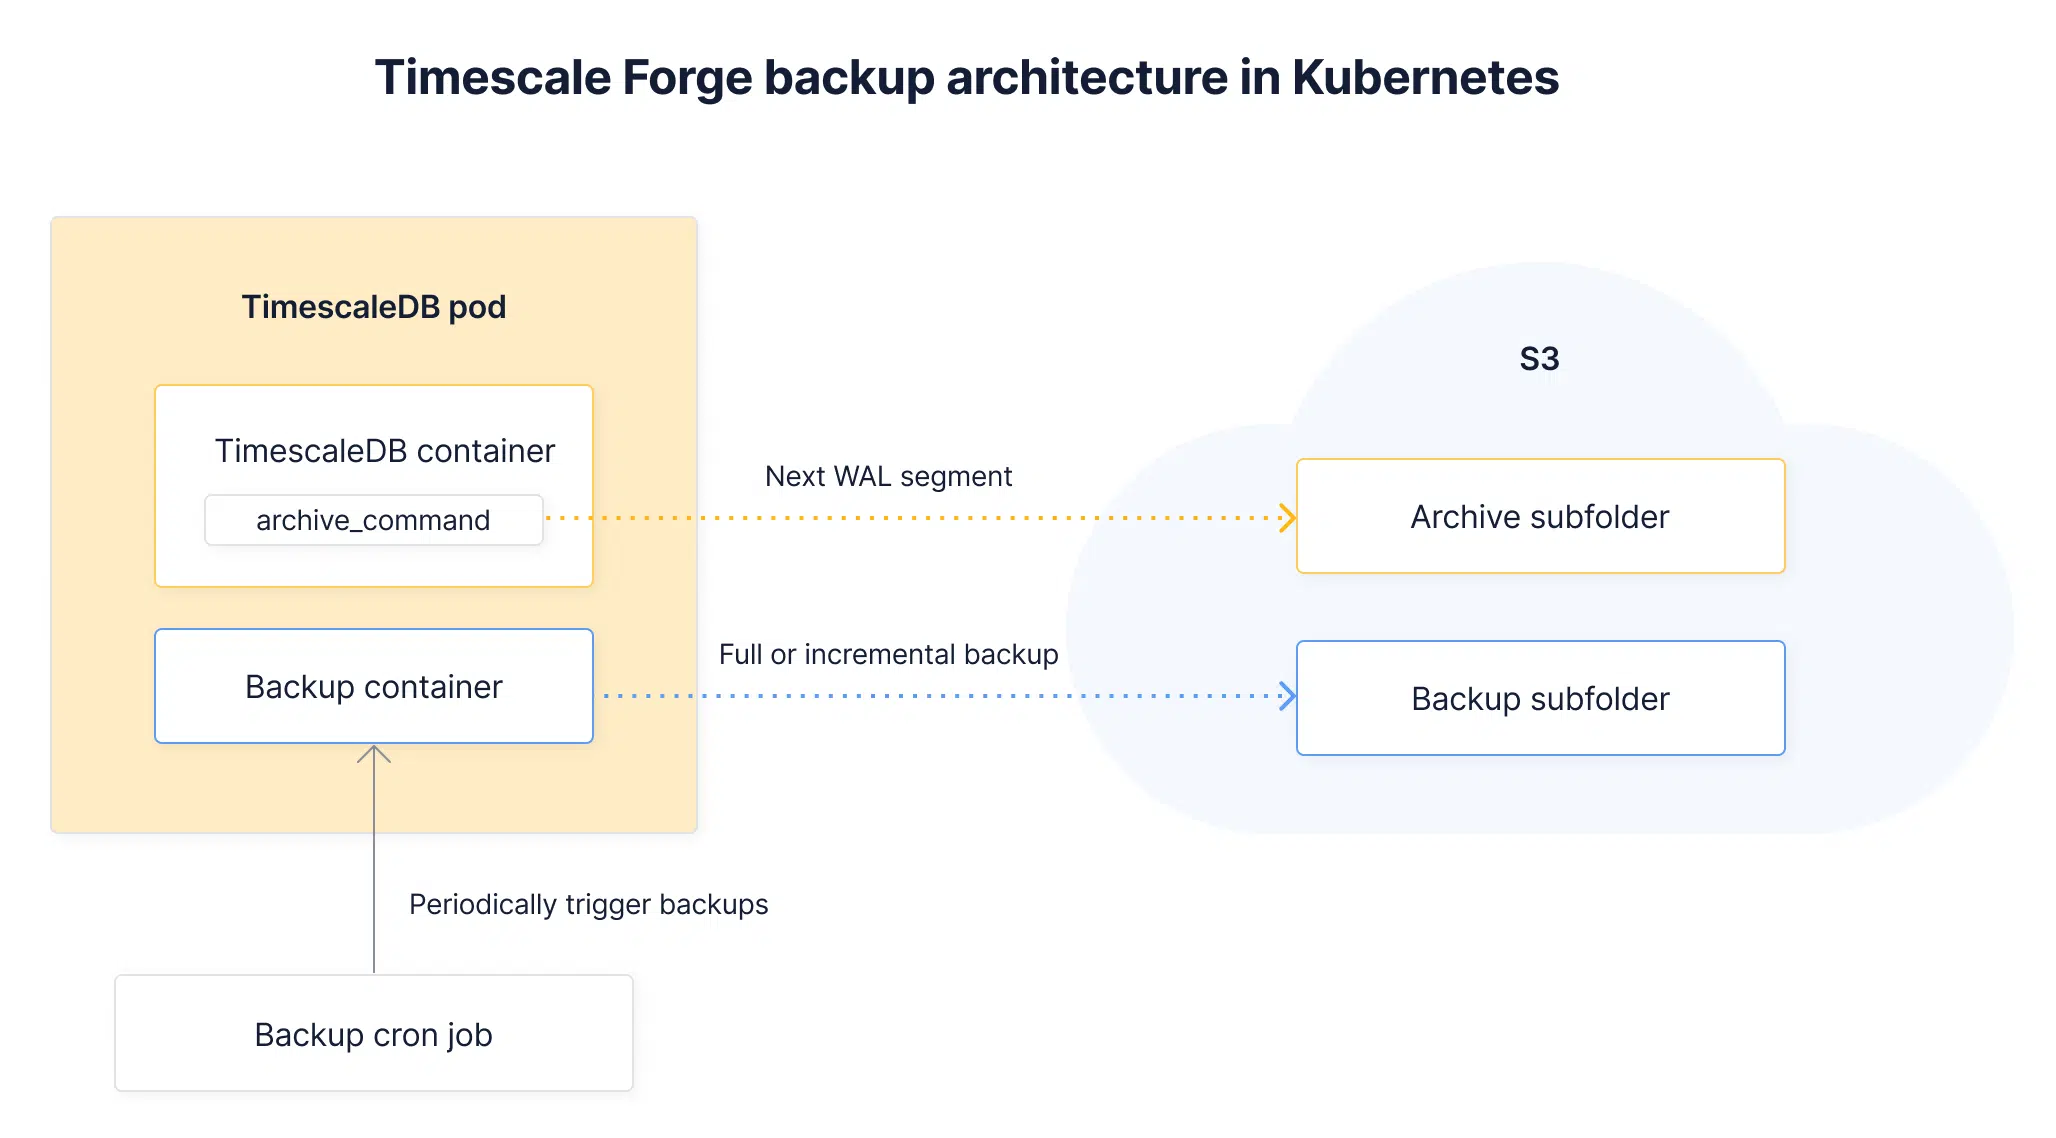 Timescale Forge backup architecture in Kubernetes
TimescaleDB pod
TimescaleDB container
archive_command
Backup container
Next WAL segment
Full or incremental backup
S3
Archive subfolder
Backup subfolder
Periodically trigger backups
Backup cron job